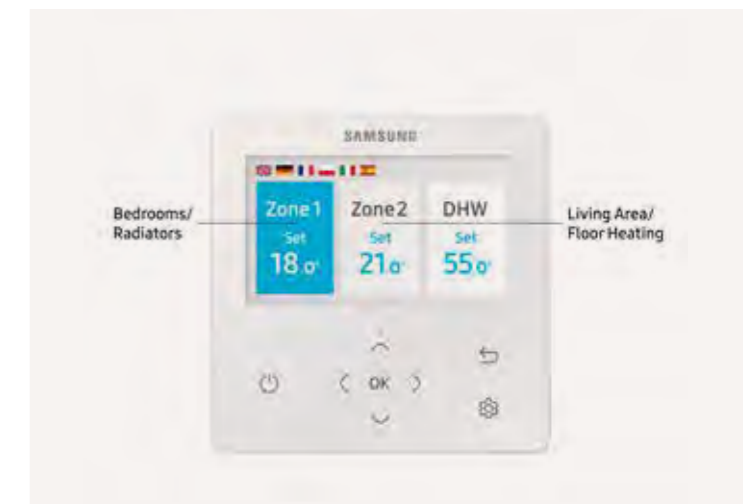 SAMSUNG
Zone 1
Set
18.0°
Zone 2
Set
21.0°
DHW
Set
55.0°
Bedrooms/
Radiators
Living Area/
Floor Heating
OK